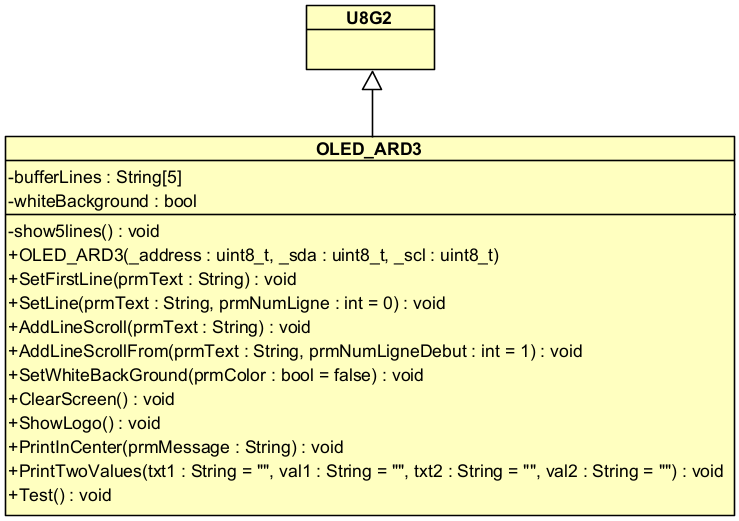 U8G2
OLED_ARD3
-bufferLines : String[5]
-whiteBackground : bool
-show5lines() : void
+OLED_ARD3(_address : uint8_t, _sda : uint8_t, _scl : uint8_t)
+SetFirstLine(prmText : String) : void
+SetLine(prmText : String, prmNumLigne : int = 0) : void
+AddLineScroll(prmText : String) : void
+AddLineScrollFrom(prmText : String, prmNumLigneDebut : int = 1) : void
+SetWhiteBackGround(prmColor : bool = false) : void
+ClearScreen() : void
+ShowLogo() : void
+PrintInCenter(prmMessage : String) : void
+PrintTwoValues(txt1 : String = "", val1 : String = "", txt2 : String = "", val2 : String = "") : void
+Test() : void